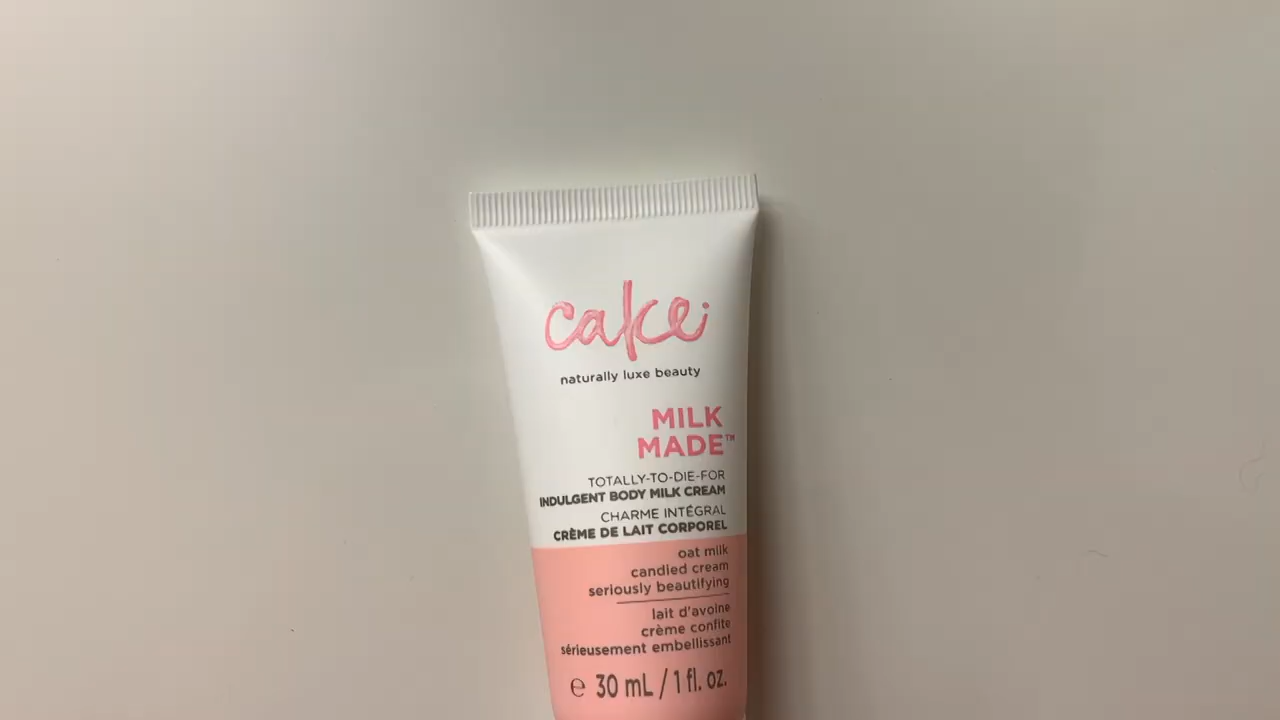 cake
naturally luxe beauty
MILK
MADE™
TOTALLY-TO-DIE-FOR
INDULGENT BODY MILK CREAM
CHARME INTÉGRAL
CRÈME DE LAIT CORPOREL
oat milk
candied cream
seriously beautifying
lait d'avoine
crème confite
sérieusement embellissant
℮ 30 mL / 1 fl. oz.